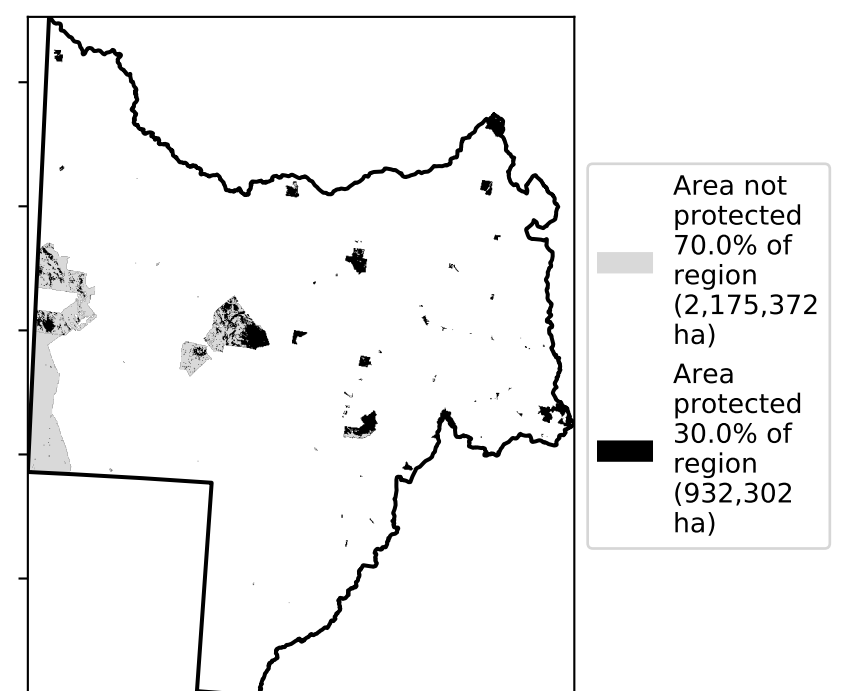 Area not
protected
70.0% of
region
(2,175,372
ha)
Area
protected
30.0% of
region
(932,302
ha)